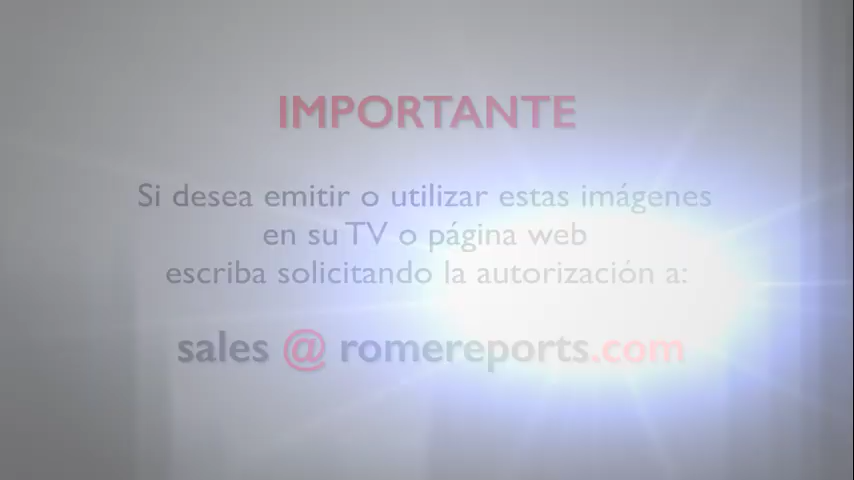 IMPORTANTE
Si desea emitir o utilizar estas imágenes
en su TV o página web
escriba solicitando la autorización a:
sales @ romereports.com